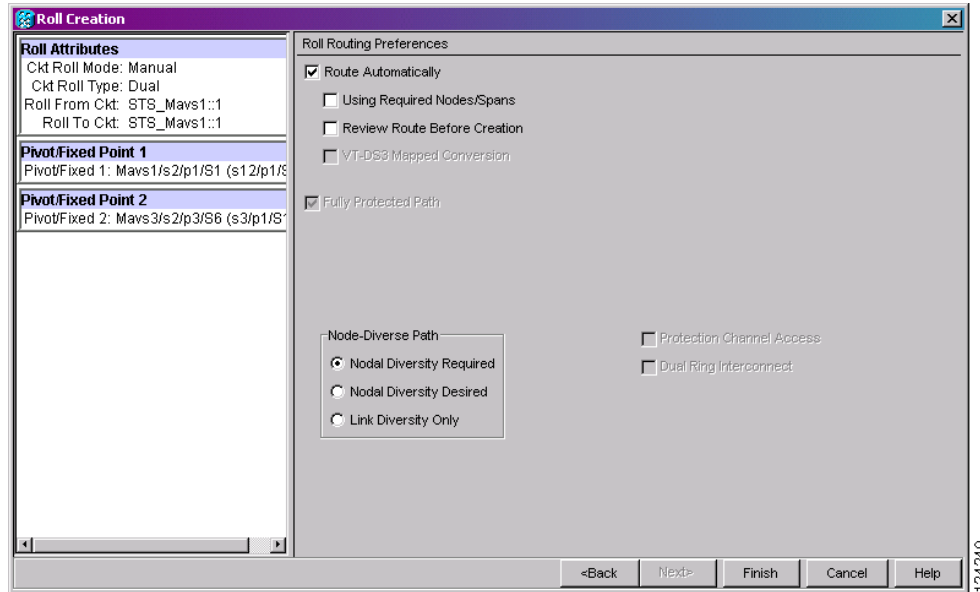 Roll Creation
Roll Attributes
Ckt Roll Mode: Manual
Ckt Roll Type: Dual
Roll From Ckt: STS_Mavs1::1
Roll To Ckt: STS_Mavs1::1
Pivot/Fixed Point 1
Pivot/Fixed 1: Mavs1/s2/p1/S1 (s12/p1/S
Pivot/Fixed Point 2
Pivot/Fixed 2: Mavs3/s2/p3/S6 (s3/p1/S1
Roll Routing Preferences
Route Automatically
Using Required Nodes/Spans
Review Route Before Creation
VT-DS3 Mapped Conversion
Fully Protected Path
Node-Diverse Path
Nodal Diversity Required
Nodal Diversity Desired
Link Diversity Only
Protection Channel Access
Dual Ring Interconnect
<Back
Next>
Finish
Cancel
Help